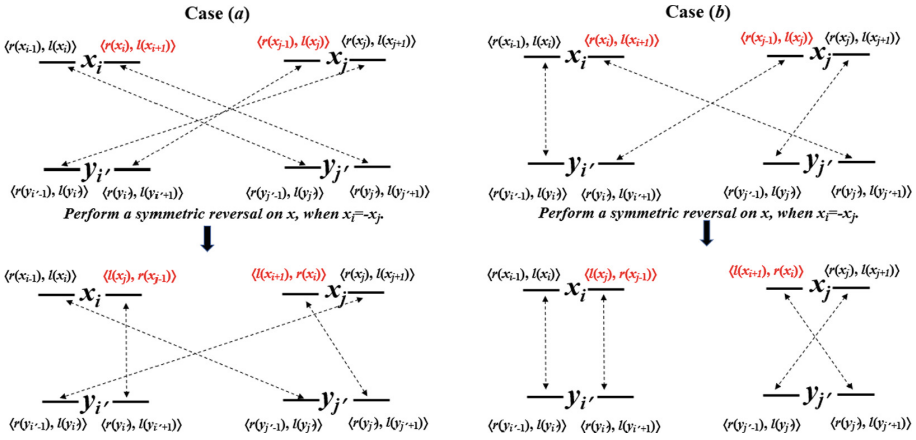 Case (a)
⟨r(xi-1), l(xi)⟩ ⟨r(xi), l(xi+1)⟩ ⟨r(xj-1), l(xj)⟩ ⟨r(xj), l(xj+1)⟩
xi xj
yi' yj'
⟨r(yi'-1), l(yi')⟩ ⟨r(yi'), l(yi'+1)⟩ ⟨r(yj'-1), l(yj')⟩ ⟨r(yj'), l(yj'+1)⟩
Perform a symmetric reversal on x, when xi=-xj.
⟨r(xi-1), l(xi)⟩ ⟨l(xj), r(xj-1)⟩ ⟨l(xi+1), r(xi)⟩ ⟨r(xj), l(xj+1)⟩
xi xj
yi' yj'
⟨r(yi'-1), l(yi')⟩ ⟨r(yi'), l(yi'+1)⟩ ⟨r(yj'-1), l(yj')⟩ ⟨r(yj'), l(yj'+1)⟩
Case (b)
⟨r(xi-1), l(xi)⟩ ⟨r(xi), l(xi+1)⟩ ⟨r(xj-1), l(xj)⟩ ⟨r(xj), l(xj+1)⟩
xi xj
yi' yj'
⟨r(yi'-1), l(yi')⟩ ⟨r(yi'), l(yi'+1)⟩ ⟨r(yj'-1), l(yj')⟩ ⟨r(yj'), l(yj'+1)⟩
Perform a symmetric reversal on x, when xi=-xj.
⟨r(xi-1), l(xi)⟩ ⟨l(xj), r(xj-1)⟩ ⟨l(xi+1), r(xi)⟩ ⟨r(xj), l(xj+1)⟩
xi xj
yi' yj'
⟨r(yi'-1), l(yi')⟩ ⟨r(yi'), l(yi'+1)⟩ ⟨r(yj'-1), l(yj')⟩ ⟨r(yj'), l(yj'+1)⟩